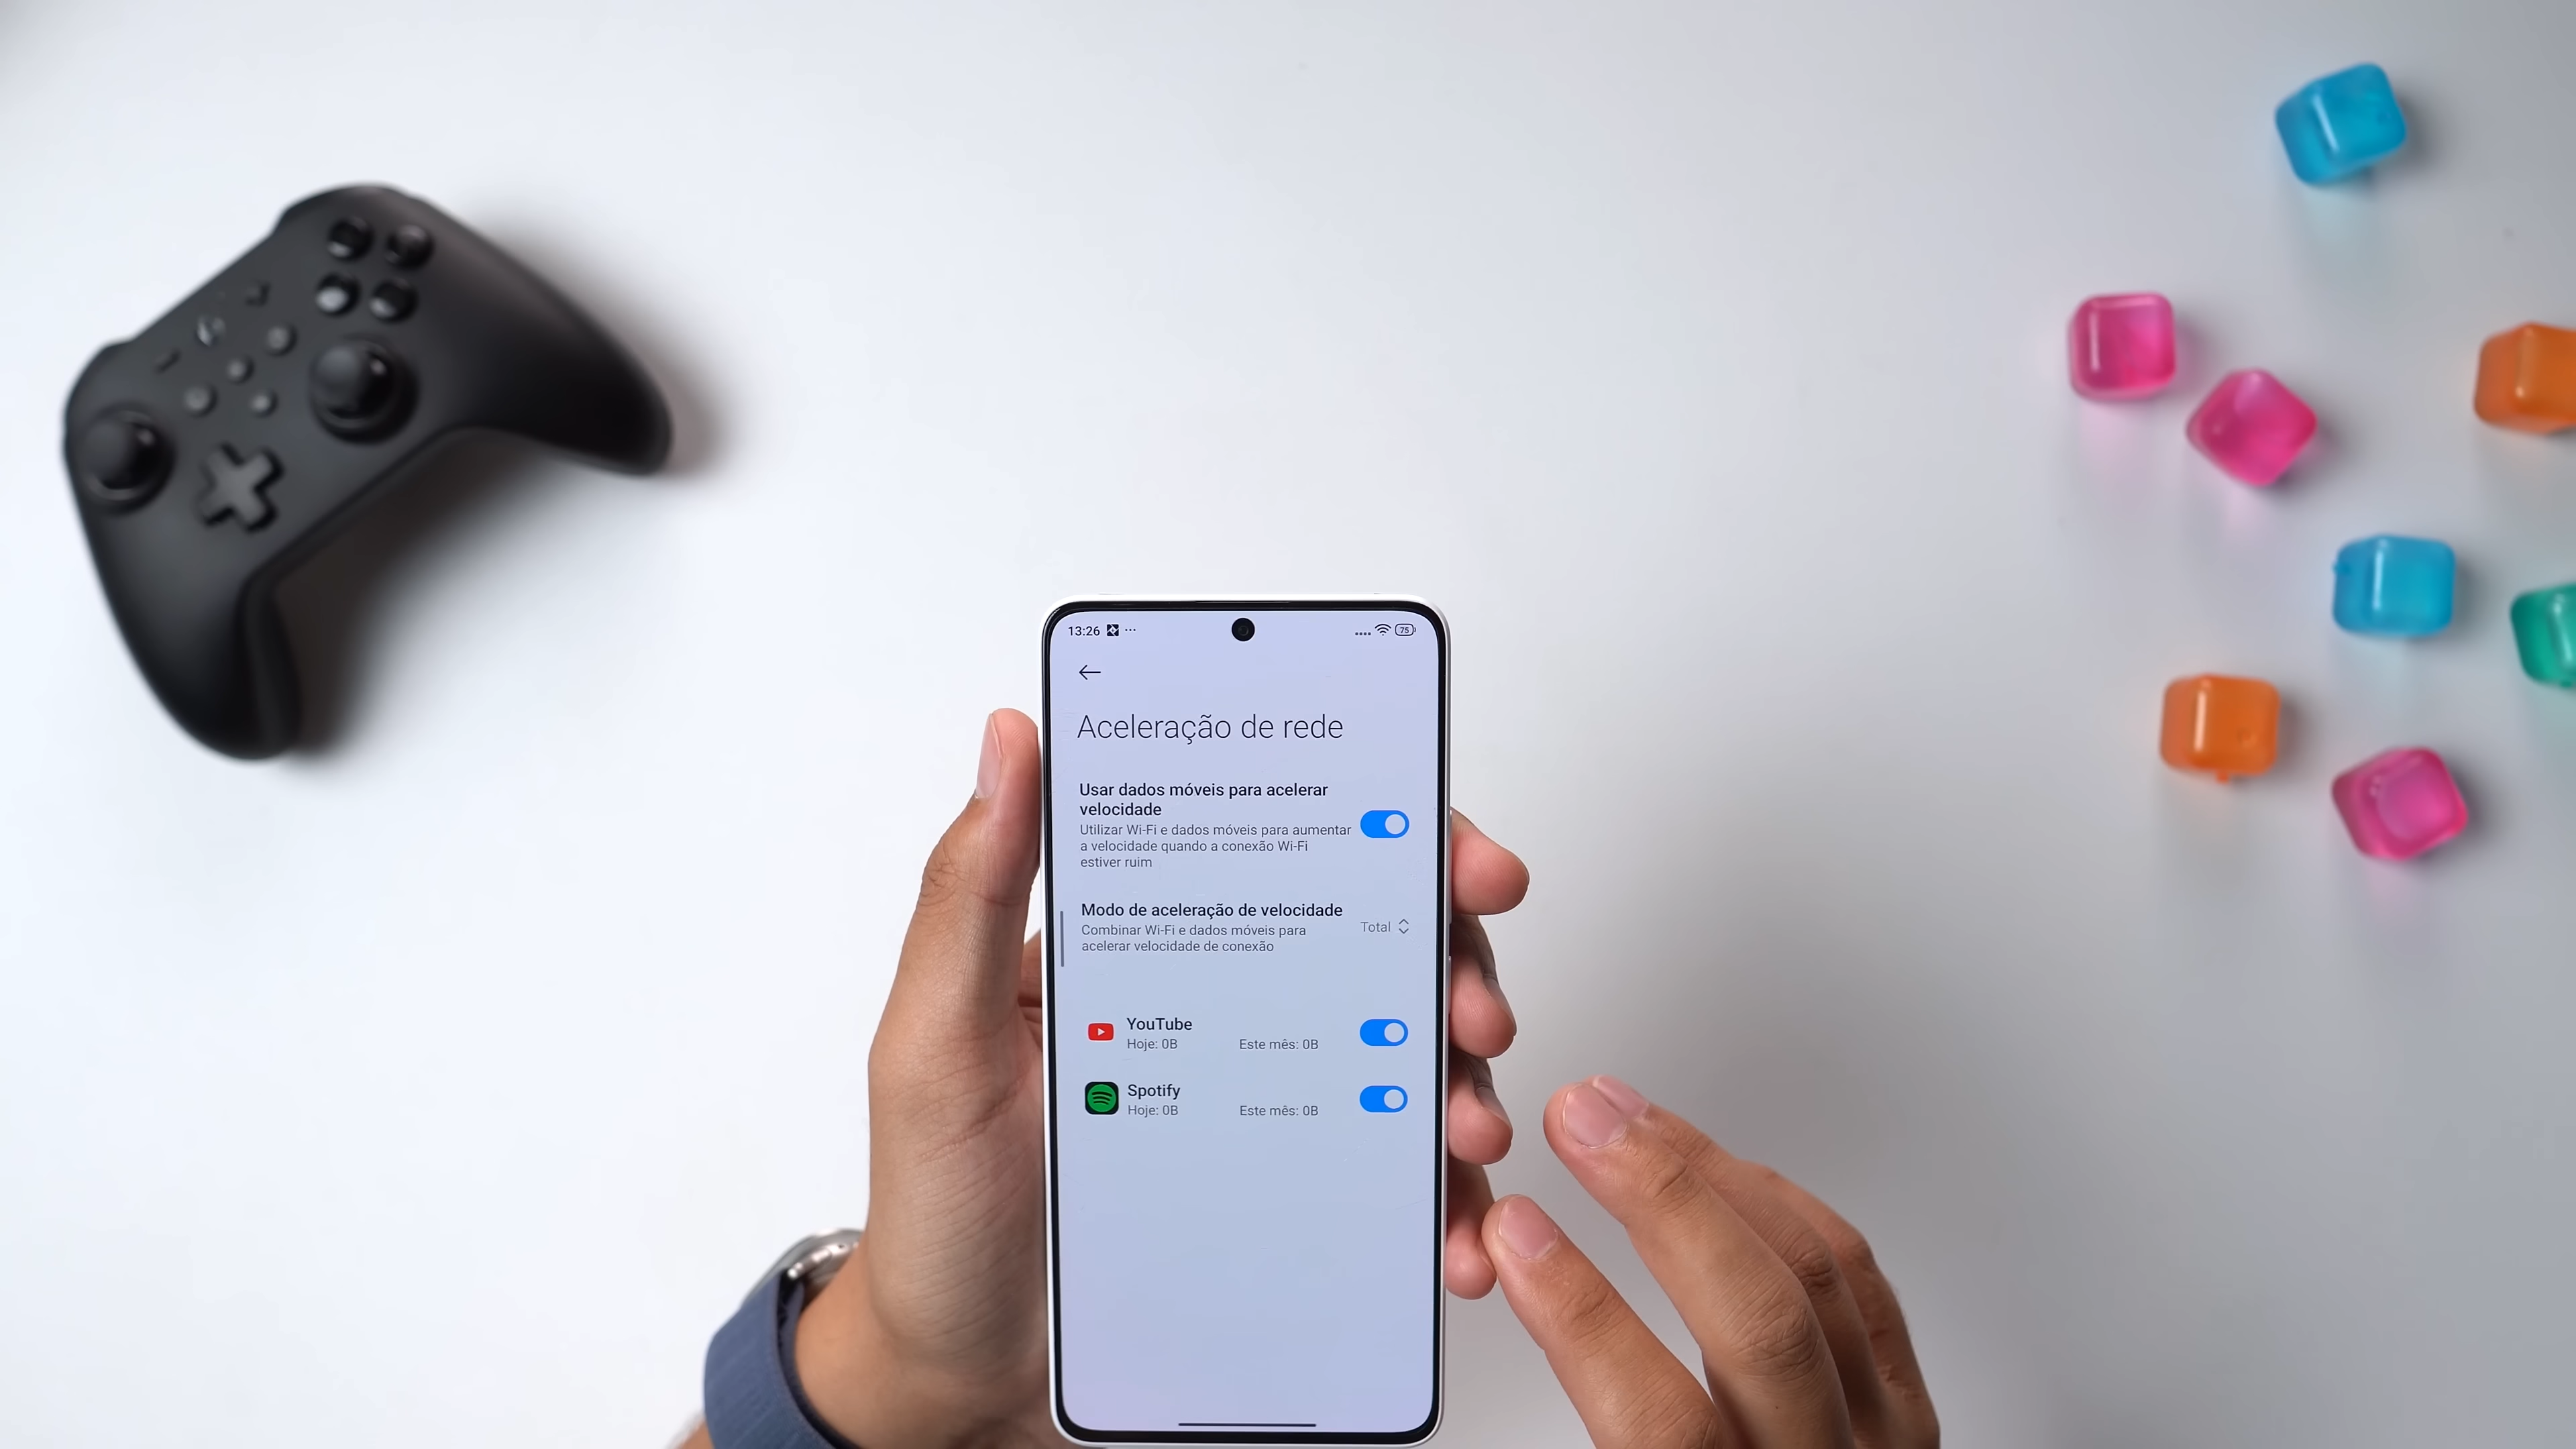 13:26 ...
75
Aceleração de rede
Usar dados móveis para acelerar
velocidade
Utilizar Wi-Fi e dados móveis para aumentar
a velocidade quando a conexão Wi-Fi
estiver ruim
Modo de aceleração de velocidade
Combinar Wi-Fi e dados móveis para
acelerar velocidade de conexão
Total
YouTube
Hoje: 0B Este mês: 0B
Spotify
Hoje: 0B Este mês: 0B